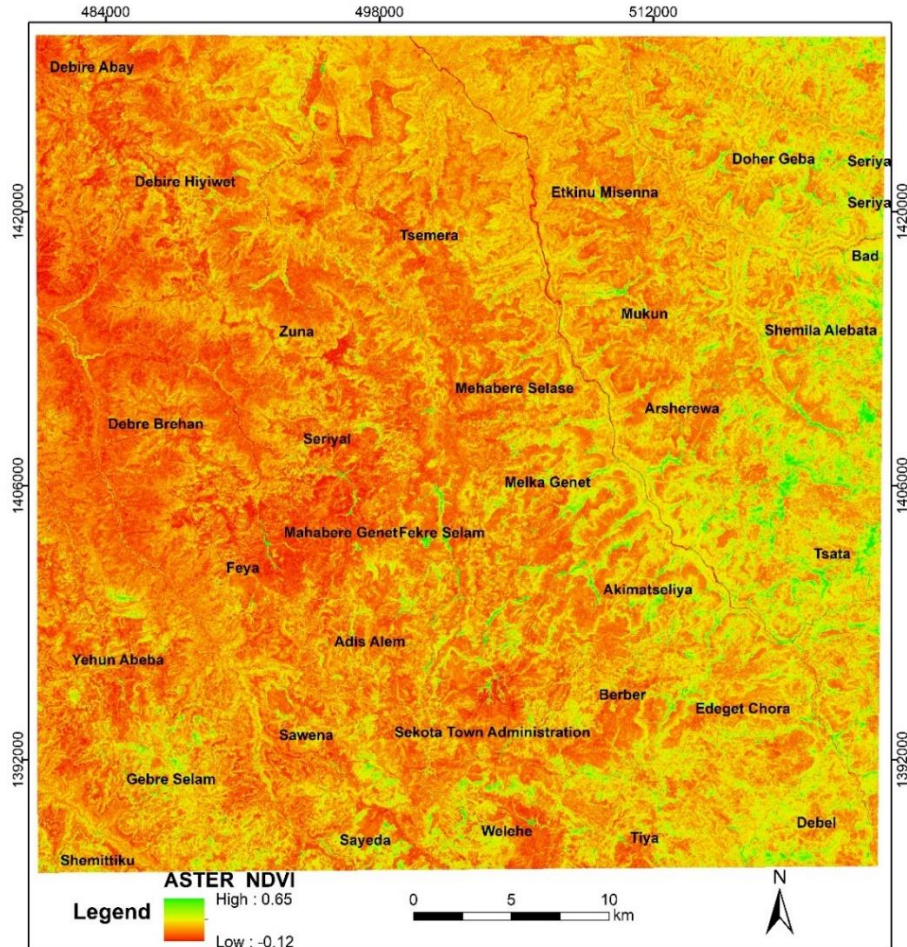 484000 498000 512000
Debire Abay
Doher Geba Seriya
Debire Hiyiwet
Etkinu Misenna
Seriya
1420000 1420000
Tsemera
Bad
Mukun
Zuna
Shemila Alebata
Mehabere Selase
Arsherewa
Debre Brehan
Seriyal
1406000 1406000
Melka Genet
Mahabere Genet Fekre Selam
Tsata
Feya
Akimatseliya
Adis Alem
Yehun Abeba
Berber
Edeget Chora
Sekota Town Administration
Sawena
1392000 1392000
Gebre Selam
Debel
Welehe
Sayeda
Tiya
Shemittiku
ASTER NDVI
Legend
High : 0.65
Low : -0.12
0 5 10
km
N